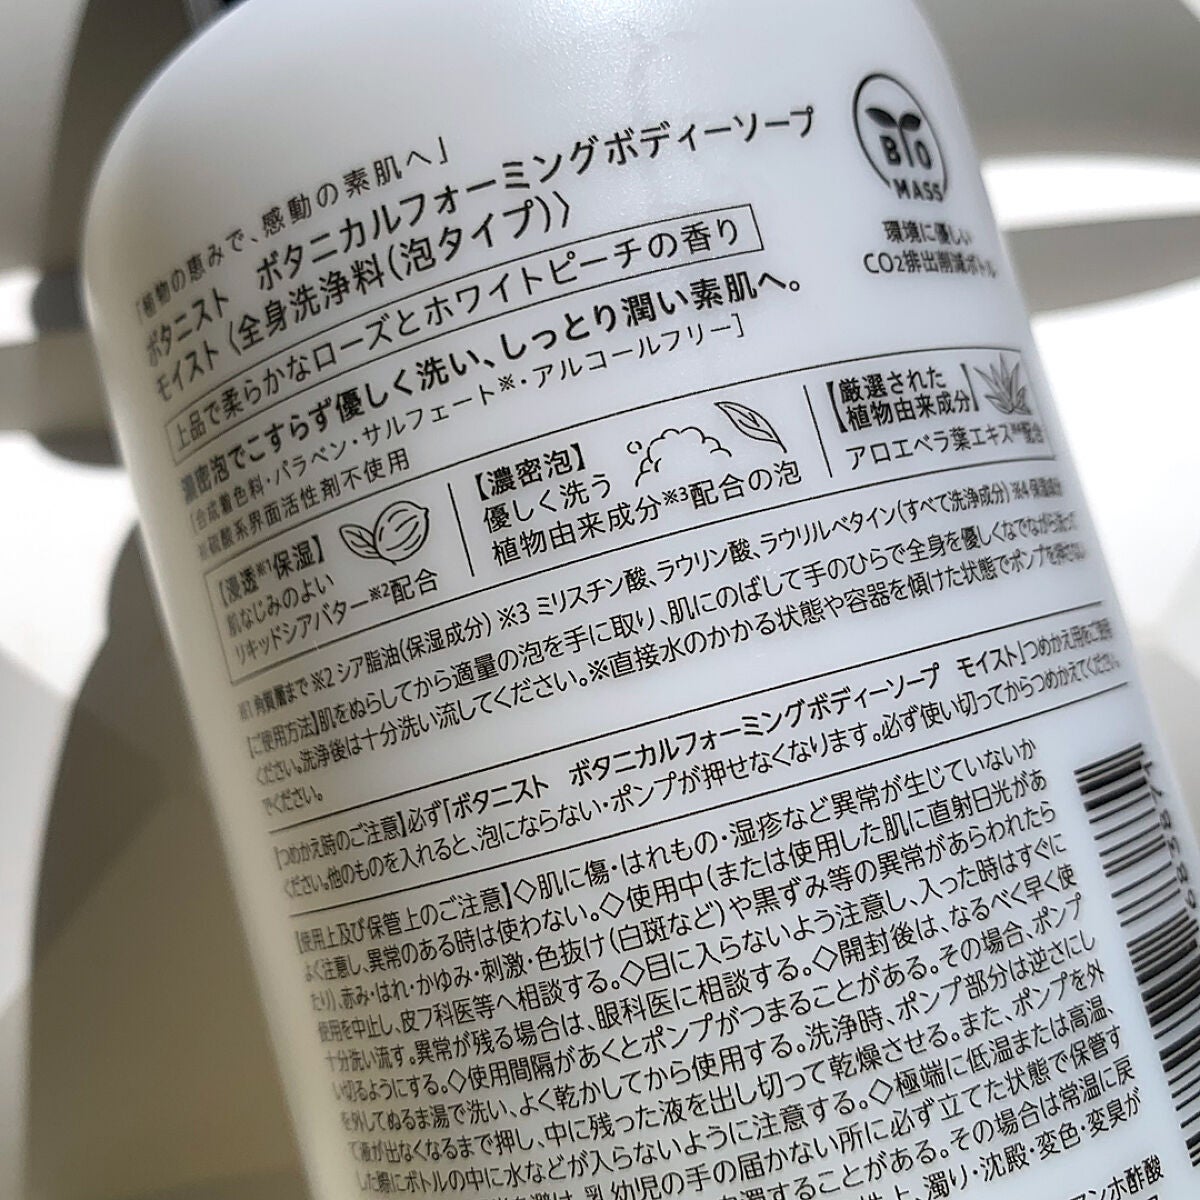 「植物の恵みで、感動の素肌へ」
ボタニスト ボタニカルフォーミングボディーソープ
モイスト〈全身洗浄料(泡タイプ)〉
上品で柔らかなローズとホワイトピーチの香り
濃密泡でこすらず優しく洗い、しっとり潤い素肌へ。
[合成着色料・パラベン・サルフェート※・アルコールフリー]
※硫酸系界面活性剤不使用
BIO
MASS
環境に優しい
CO2排出削減ボトル
【浸透※1保湿】
肌なじみのよい
リキッドシアバター※2配合
【濃密泡】
優しく洗う
植物由来成分※3配合の泡
【厳選された
植物由来成分】
アロエベラ葉エキス※4配合
※1 角質層まで ※2 シア脂油(保湿成分) ※3 ミリスチン酸、ラウリン酸、ラウリルベタイン(すべて洗浄成分) ※4 保湿成分
【ご使用方法】肌をぬらしてから適量の泡を手に取り、肌にのばして手のひらで全身を優しくなでながら洗って
ください。洗浄後は十分洗い流してください。※直接水のかかる状態や容器を傾けた状態でポンプを押さない
でください。
【つめかえ時のご注意】必ず「ボタニスト ボタニカルフォーミングボディーソープ モイスト」つめかえ用をご使用
ください。他のものを入れると、泡にならない・ポンプが押せなくなります。必ず使い切ってからつめかえてください。
【使用上及び保管上のご注意】◇肌に傷・はれもの・湿疹など異常が生じていないか
よく注意し、異常のある時は使わない。◇使用中(または使用した肌に直射日光があ
たり)、赤み・はれ・かゆみ・刺激・色抜け(白斑など)や黒ずみ等の異常があらわれたら
使用を中止し、皮フ科医等へ相談する。◇目に入らないよう注意し、入った時はすぐに
十分洗い流す。異常が残る場合は、眼科医に相談する。◇開封後は、なるべく早く使
い切るようにする。◇使用間隔があくとポンプがつまることがある。その場合、ポンプ
を外してぬるま湯で洗い、よく乾かしてから使用する。洗浄時、ポンプ部分は逆さにし
て液が出なくなるまで押し、中に残った液を出し切って乾燥させる。また、ポンプを外
した際にボトルの中に水などが入らないように注意する。◇極端に低温または高温、
乳幼児の手の届かない所に必ず立てた状態で保管す
することがある。その場合は常温に戻
濁り・沈殿・変色・変臭が